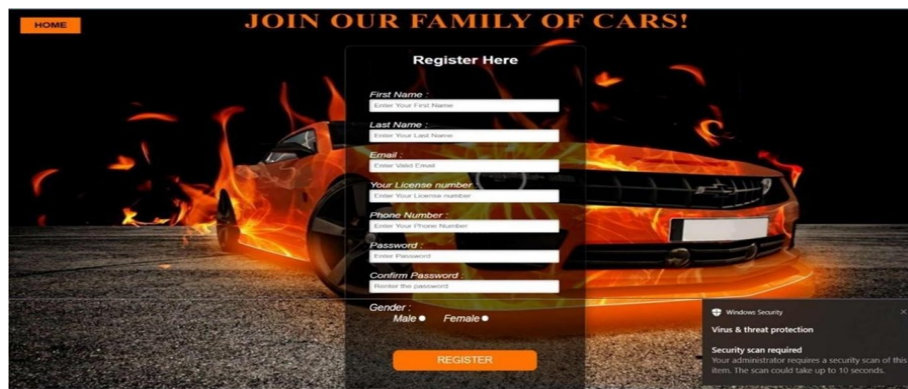 HOME
JOIN OUR FAMILY OF CARS!
Register Here
First Name :
Enter Your First Name
Last Name :
Enter Your Last Name
Email :
Enter Valid Email
Your License number
Enter Your License number
Phone Number :
Enter Your Phone Number
Password :
Enter Password
Confirm Password :
Renter the password
Gender :
Male Female
REGISTER
Windows Security
Virus & threat protection
Security scan required
Your administrator requires a security scan of this
item. The scan could take up to 10 seconds.